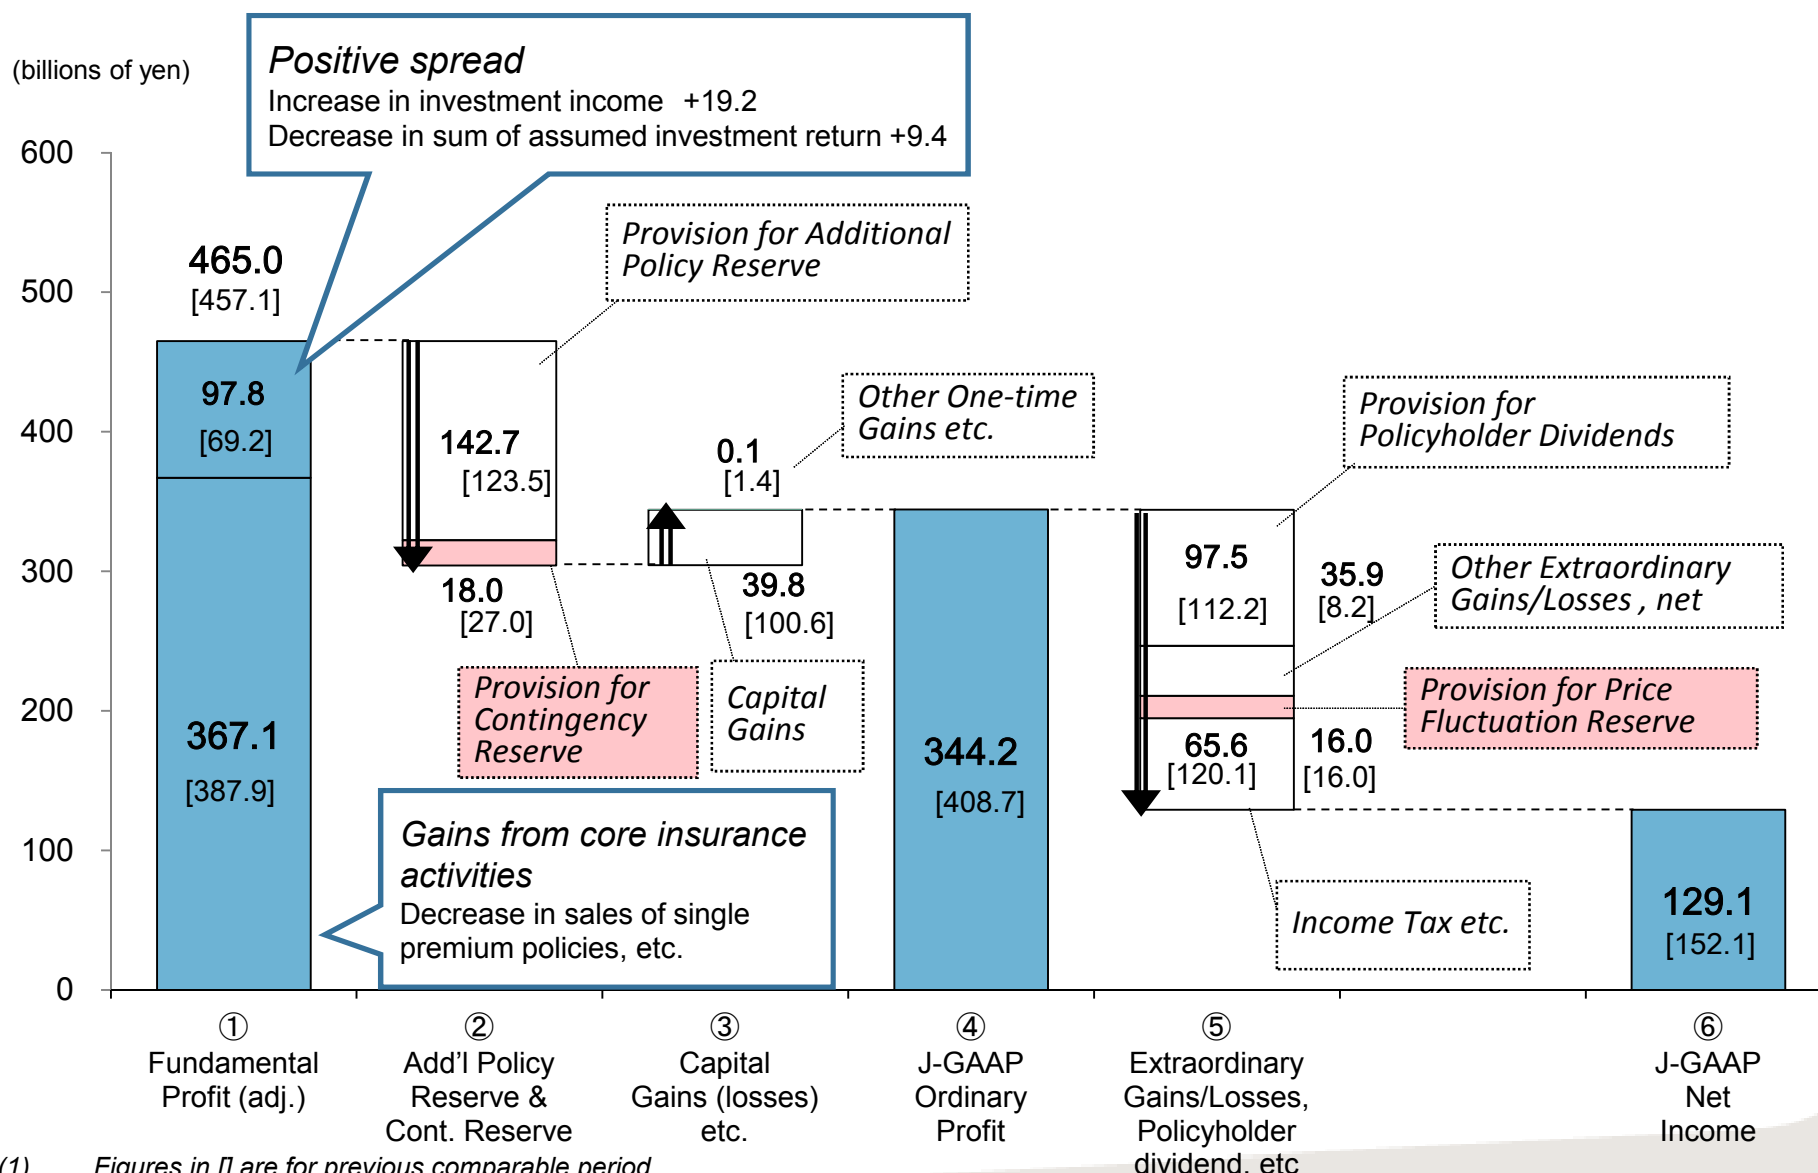 (billions of yen)
Positive spread
Increase in investment income +19.2
Decrease in sum of assumed investment return +9.4
600
500
400
300
200
100
0
465.0
[457.1]
97.8
[69.2]
367.1
[387.9]
Provision for Additional
Policy Reserve
142.7
[123.5]
18.0
[27.0]
Provision for
Contingency
Reserve
Other One-time
Gains etc.
0.1
[1.4]
39.8
[100.6]
Capital
Gains
344.2
[408.7]
Provision for
Policyholder Dividends
97.5
[112.2]
35.9
[8.2]
Other Extraordinary
Gains/Losses , net
Provision for Price
Fluctuation Reserve
65.6
[120.1]
16.0
[16.0]
Income Tax etc.
129.1
[152.1]
Gains from core insurance
activities
Decrease in sales of single
premium policies, etc.
①
Fundamental
Profit (adj.)
②
Add’l Policy
Reserve &
Cont. Reserve
③
Capital
Gains (losses)
etc.
④
J-GAAP
Ordinary
Profit
⑤
Extraordinary
Gains/Losses,
Policyholder
dividend, etc
⑥
J-GAAP
Net
Income
(1) Figures in [] are for previous comparable period